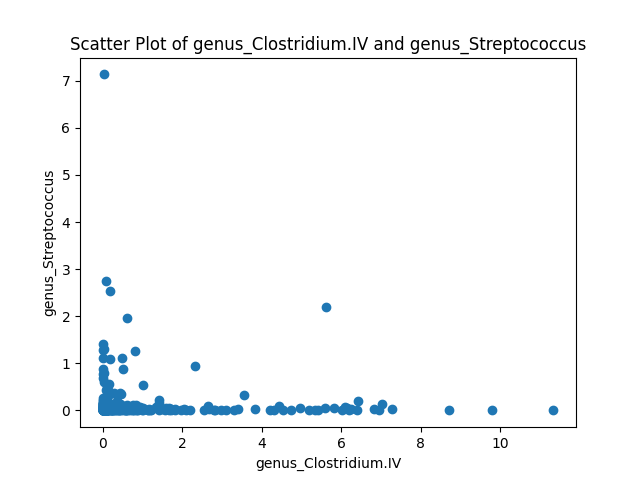 Scatter Plot of genus_Clostridium.IV and genus_Streptococcus
7
6
5
4
3
2
1
0
genus_Streptococcus
0 2 4 6 8 10
genus_Clostridium.IV